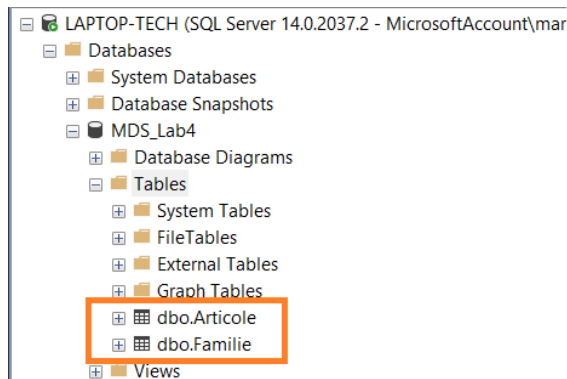 LAPTOP-TECH (SQL Server 14.0.2037.2 - MicrosoftAccount\mar
Databases
System Databases
Database Snapshots
MDS_Lab4
Database Diagrams
Tables
System Tables
FileTables
External Tables
Graph Tables
dbo.Articole
dbo.Familie
Views